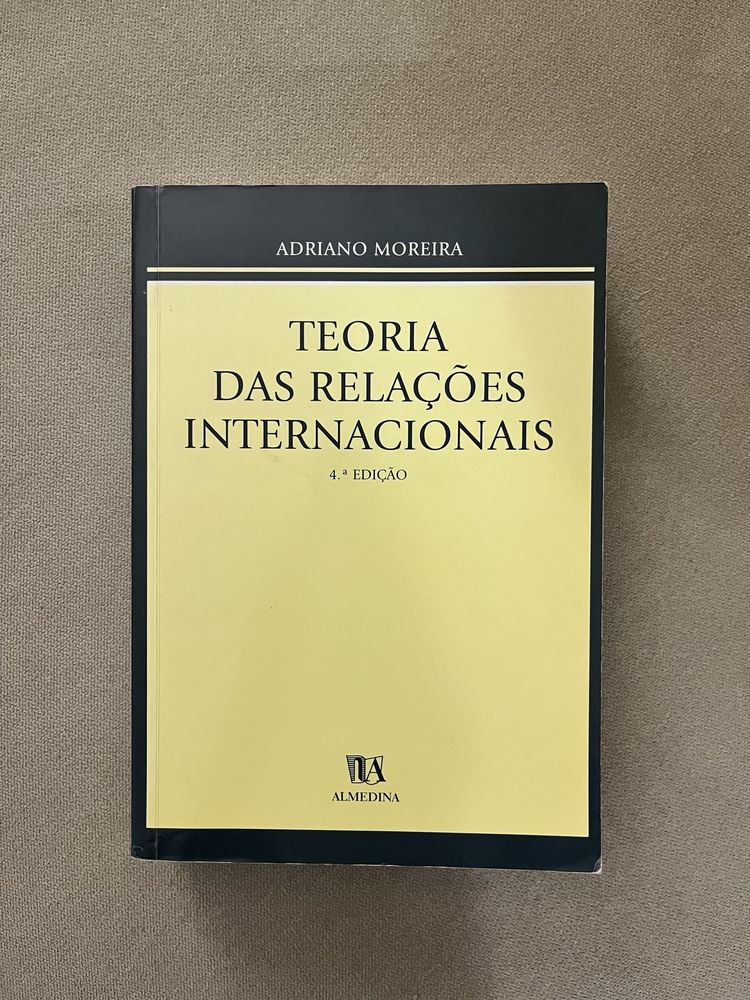 ADRIANO MOREIRA
TEORIA
DAS RELAÇÕES
INTERNACIONAIS
4.ª EDIÇÃO
ALMEDINA